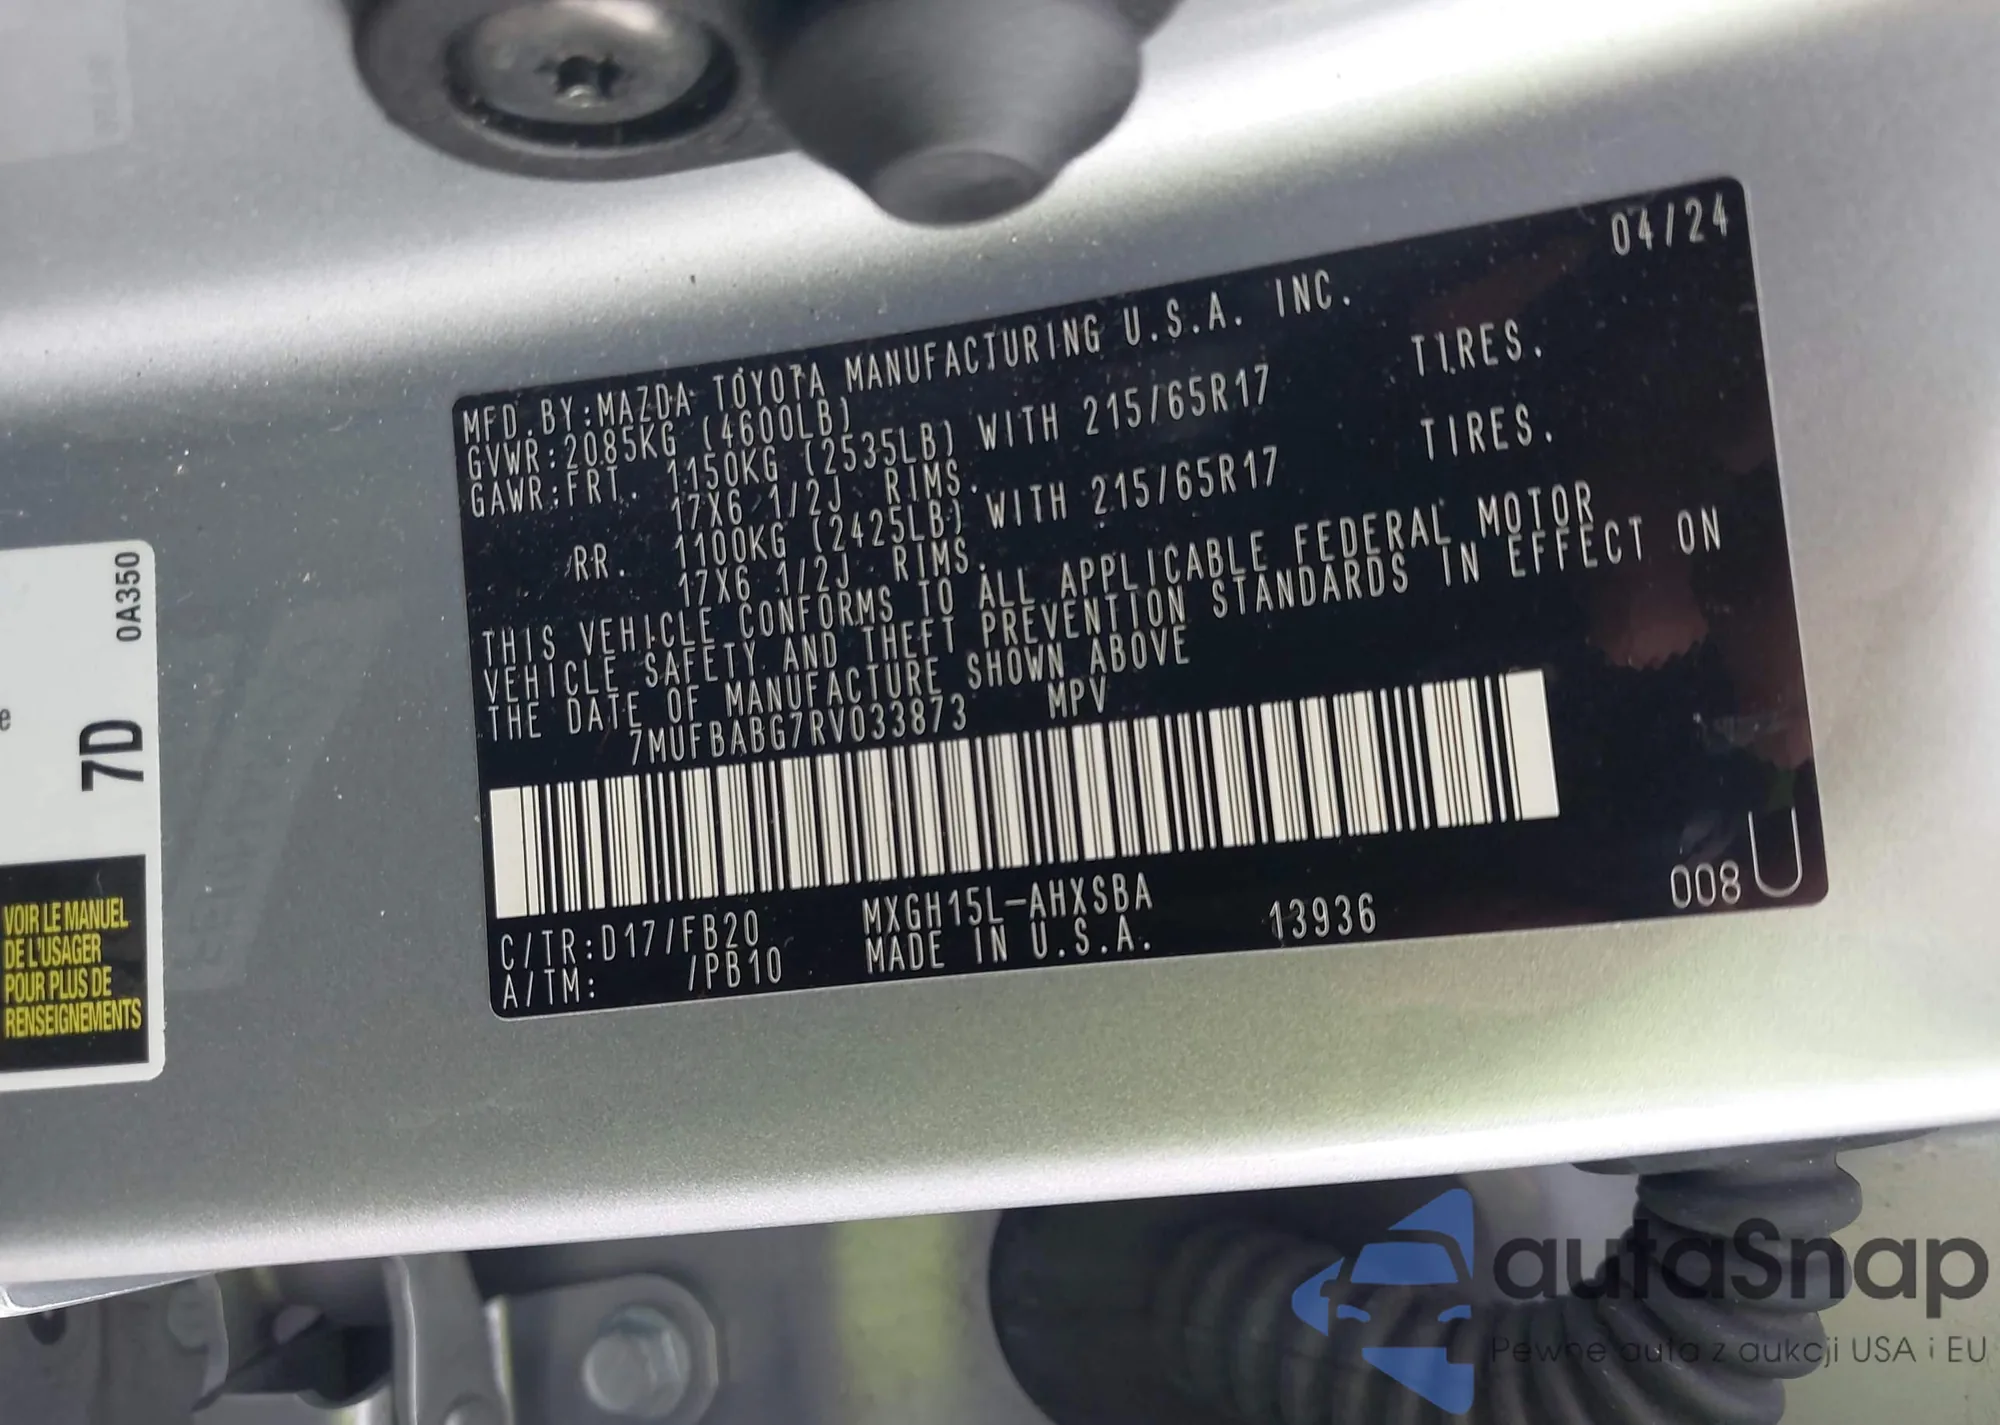 04/24
MFD.BY:MAZDA TOYOTA MANUFACTURING U.S.A. INC.
GVWR:2085KG (4600LB)
GAWR:FRT. 1150KG (2535LB) WITH 215/65R17 TIRES.
17X6 1/2J RIMS.
RR. 1100KG (2425LB) WITH 215/65R17 TIRES.
17X6 1/2J RIMS.
THIS VEHICLE CONFORMS TO ALL APPLICABLE FEDERAL MOTOR
VEHICLE SAFETY AND THEFT PREVENTION STANDARDS IN EFFECT ON
THE DATE OF MANUFACTURE SHOWN ABOVE
7MUFBABG7RV033873 MPV
C/TR:D17/FB20 MXGH15L-AHXSBA 13936 008 U
A/TM: /PB10 MADE IN U.S.A.
0A350
7D
VOIR LE MANUEL
DE L'USAGER
POUR PLUS DE
RENSEIGNEMENTS
autaSnap
Pewne auta z aukcji USA i EU